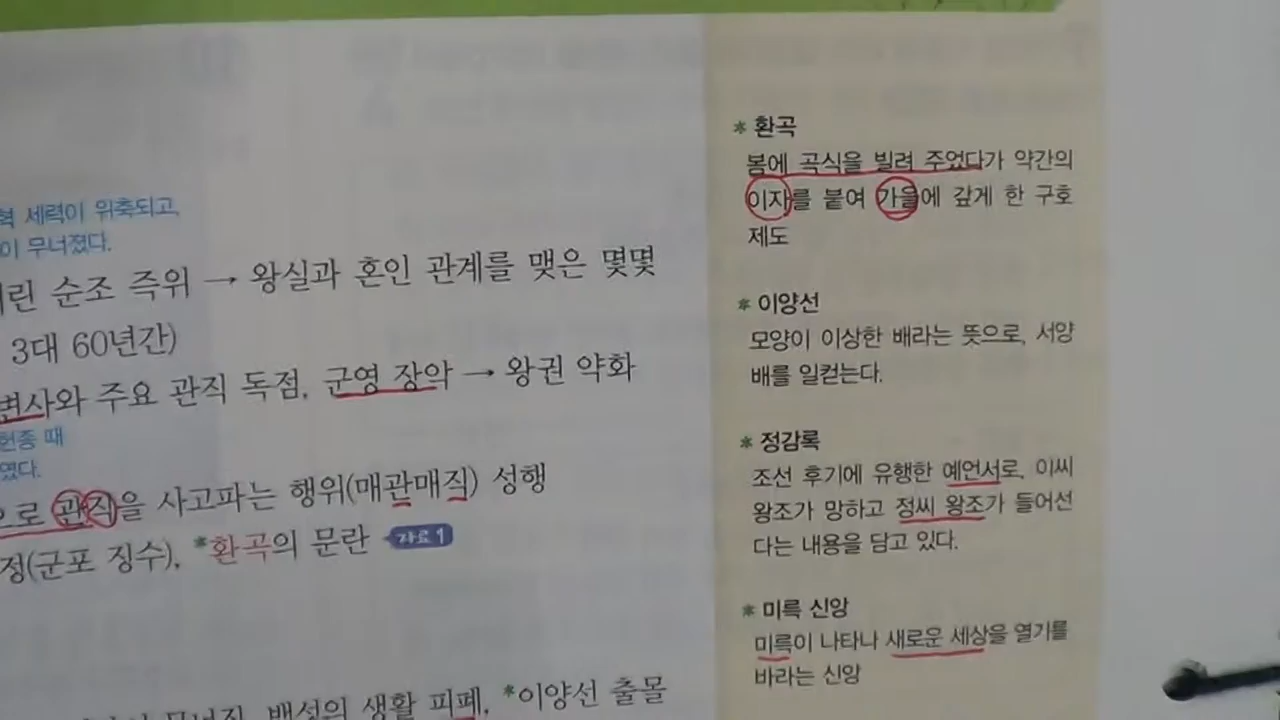 혁 세력이 위축되고,
이 무너졌다.
린 순조 즉위 → 왕실과 혼인 관계를 맺은 몇몇
3대 60년간)
변사와 주요 관직 독점, 군영 장악 → 왕권 약화
헌종 때
였다.
으로 관직을 사고파는 행위(매관매직) 성행
정(군포 징수), *환곡의 문란 자료 1
무너짐, 백성의 생활 피폐, *이양선 출몰
* 환곡
봄에 곡식을 빌려 주었다가 약간의
이자를 붙여 가을에 갚게 한 구호
제도
* 이양선
모양이 이상한 배라는 뜻으로, 서양
배를 일컫는다.
* 정감록
조선 후기에 유행한 예언서로, 이씨
왕조가 망하고 정씨 왕조가 들어선
다는 내용을 담고 있다.
* 미륵 신앙
미륵이 나타나 새로운 세상을 열기를
바라는 신앙